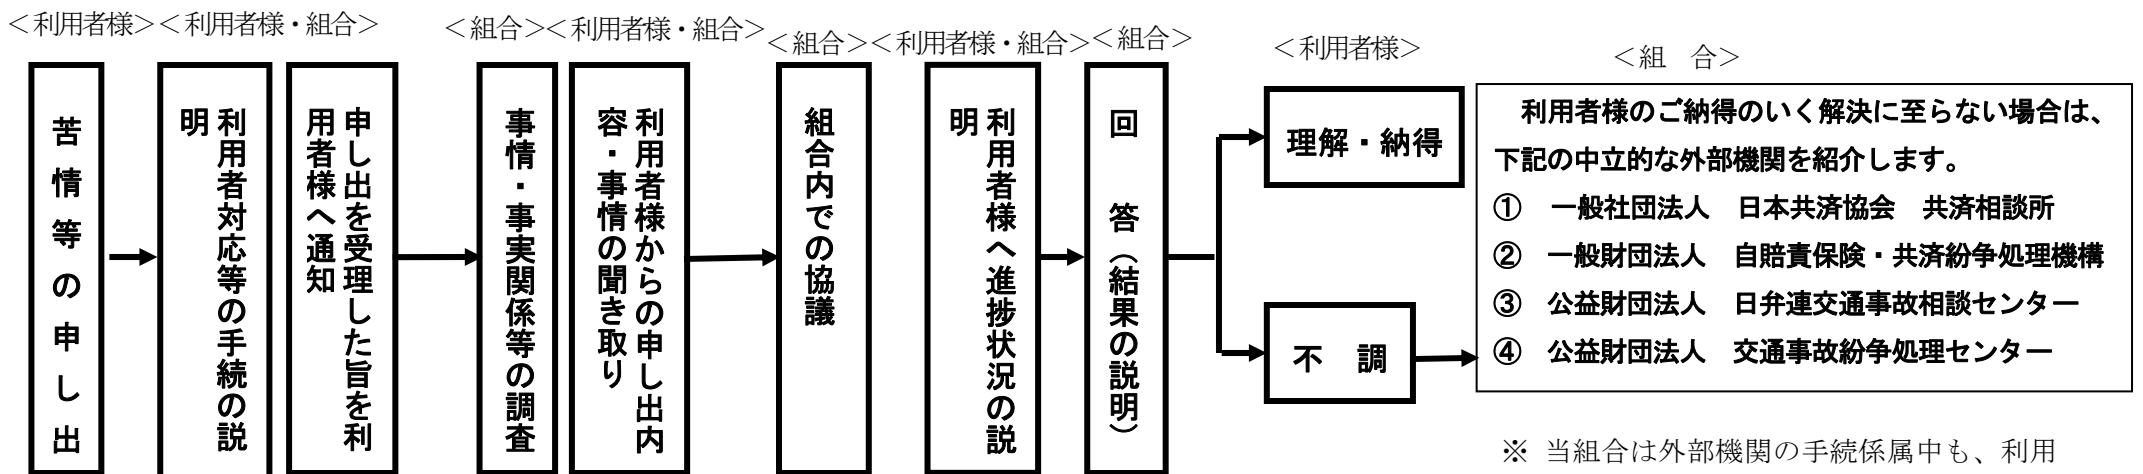 ＜利用者様＞
＜利用者様・組合＞
＜組合＞
＜利用者様・組合＞
＜組合＞
＜利用者様・組合＞
＜組合＞
＜利用者様＞
＜組　合＞
苦情等の申し出
利用者対応等の手続の説
明
申し出を受理した旨を利
用者様へ通知
事情・事実関係等の調査
利用者様からの申し出内
容・事情の聞き取り
組合内での協議
利用者様へ進捗状況の説
明
回　答（結果の説明）
理解・納得
不　調
利用者様のご納得のいく解決に至らない場合は、
下記の中立的な外部機関を紹介します。
①　一般社団法人　日本共済協会　共済相談所
②　一般財団法人　自賠責保険・共済紛争処理機構
③　公益財団法人　日弁連交通事故相談センター
④　公益財団法人　交通事故紛争処理センター
※ 当組合は外部機関の手続係属中も、利用